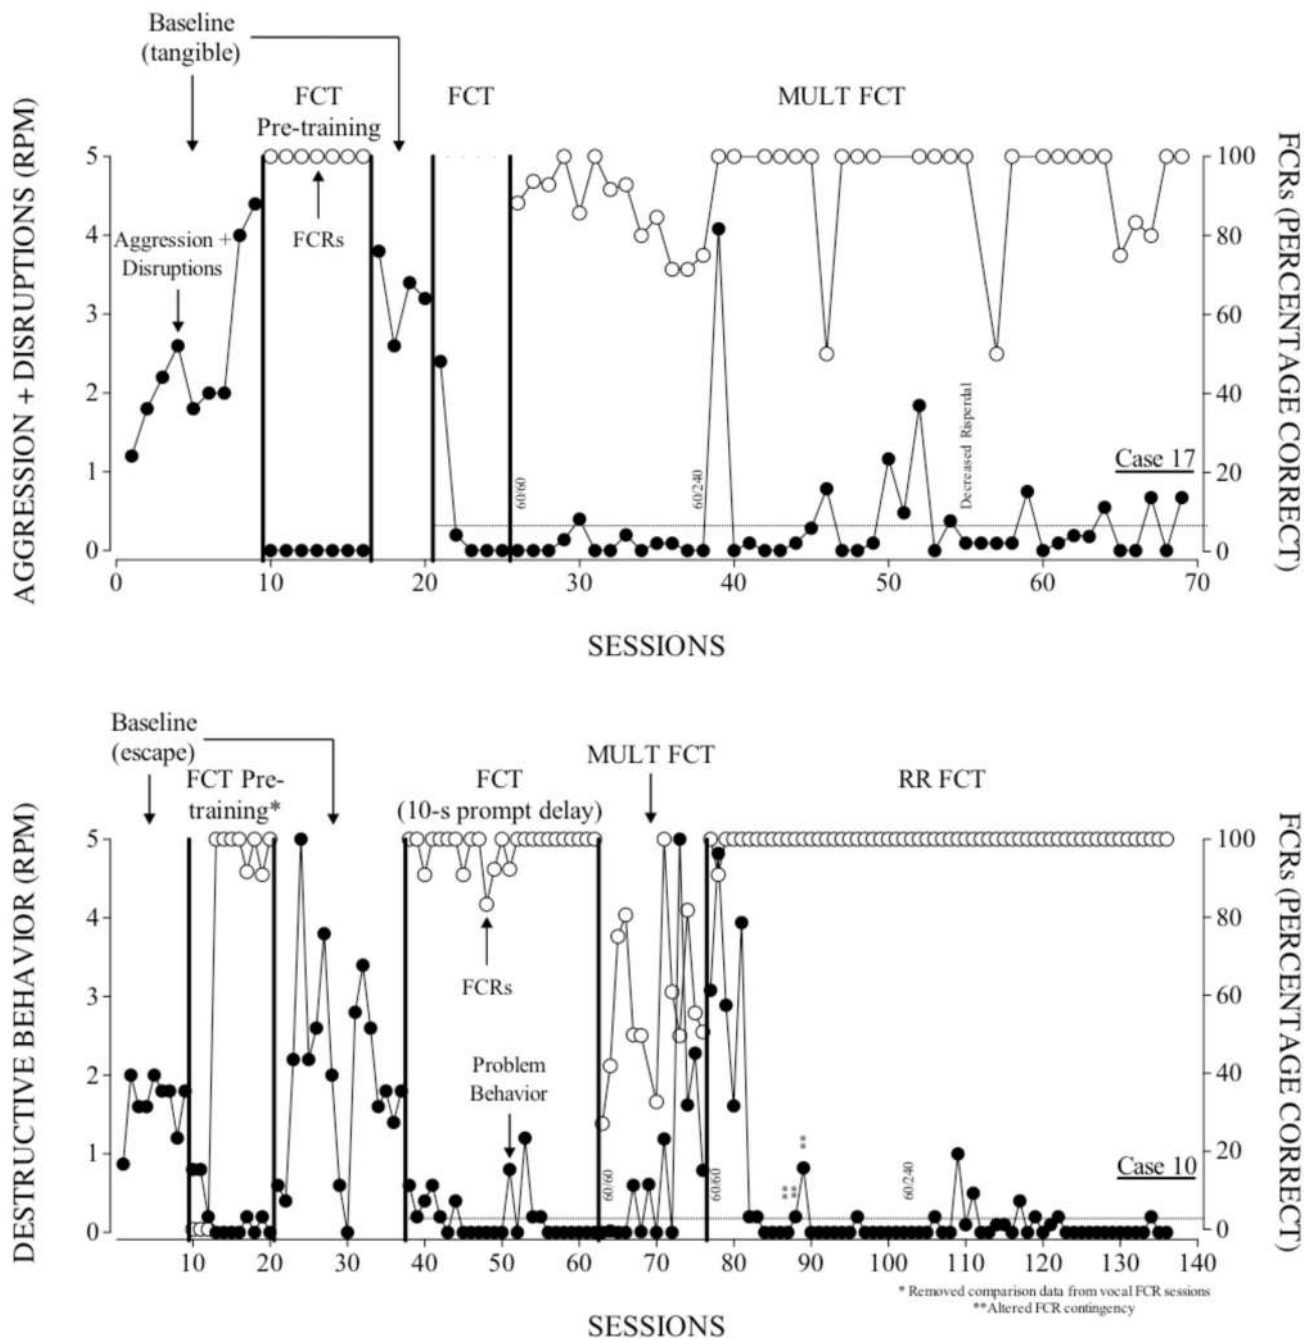 Baseline
(tangible)
FCT
Pre-training
FCT
MULT FCT
AGGRESSION + DISRUPTIONS (RPM)
FCRs (PERCENTAGE CORRECT)
5
4
3
2
1
0
100
80
60
40
20
0
Aggression +
Disruptions
FCRs
60/60
60/240
Decreased Risperdal
Case 17
0
10
20
30
40
50
60
70
SESSIONS
Baseline
(escape)
FCT Pre-
training*
FCT
(10-s prompt delay)
MULT FCT
RR FCT
DESTRUCTIVE BEHAVIOR (RPM)
FCRs (PERCENTAGE CORRECT)
5
4
3
2
1
0
100
80
60
40
20
0
FCRs
Problem
Behavior
60/60
60/60
**
**
**
60/240
Case 10
10
20
30
40
50
60
70
80
90
100
110
120
130
140
* Removed comparison data from vocal FCR sessions
**Altered FCR contingency
SESSIONS